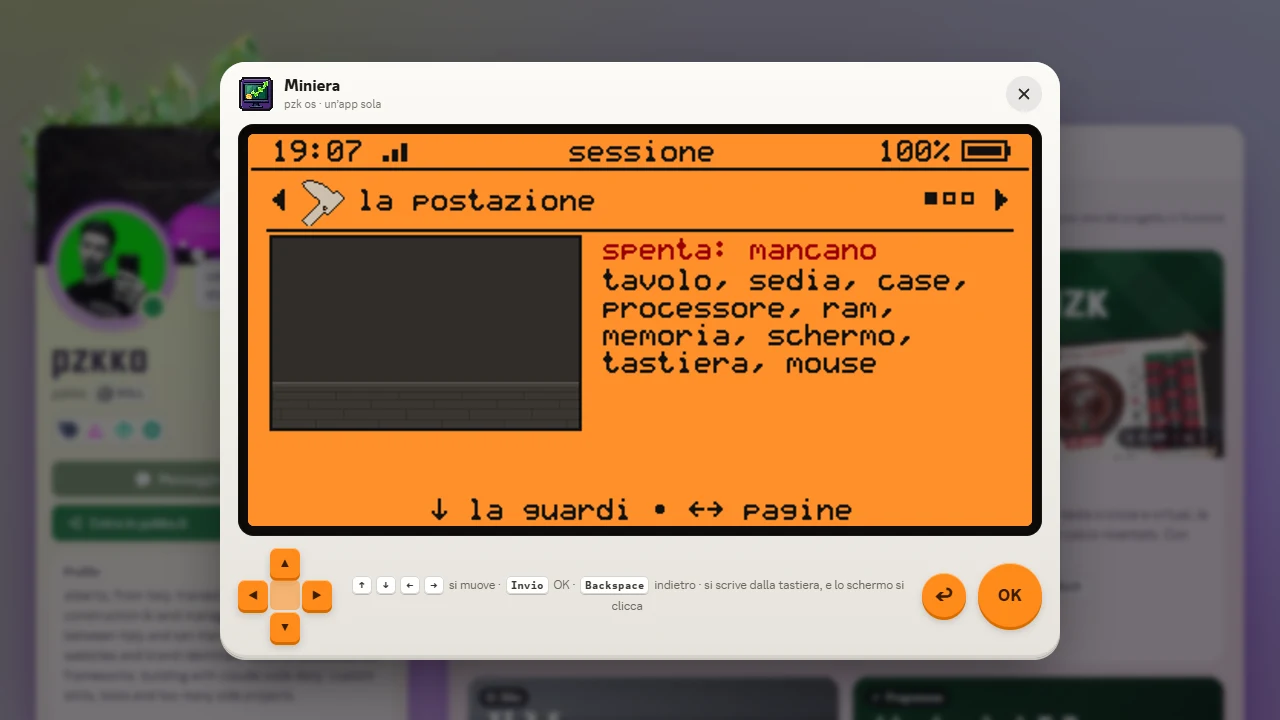 Miniera
pzk os · un'app sola
19:07
sessione
100%
la postazione
spenta: mancano
tavolo, sedia, case,
processore, ram,
memoria, schermo,
tastiera, mouse
↓ la guardi • ↔ pagine
↑ ↓ ← → si muove · Invio OK · Backspace indietro · si scrive dalla tastiera, e lo schermo si
clicca
OK
pzkko
ZK